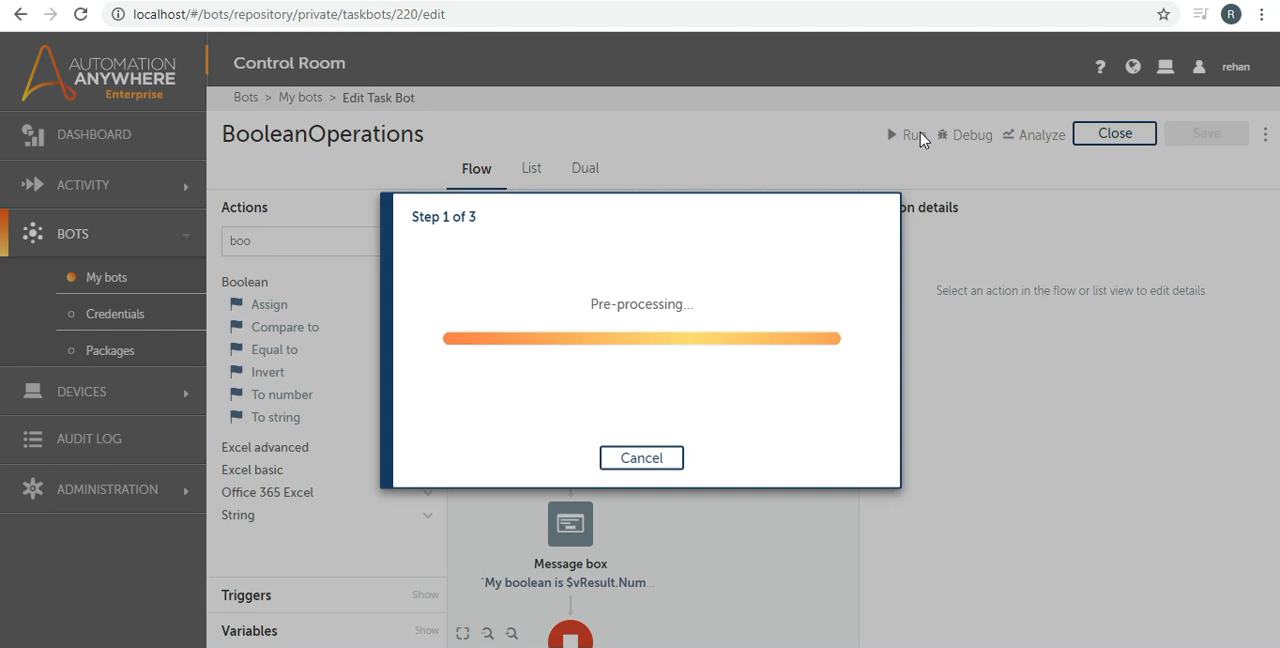 localhost/#/bots/repository/private/taskbots/220/edit
R
AUTOMATION
ANYWHERE
Enterprise
Control Room
?
rehan
Bots > My bots > Edit Task Bot
DASHBOARD
BooleanOperations
Debug
Analyze
Close
Save
Flow
List
Dual
ACTIVITY
Actions
Step 1 of 3
boo
BOTS
My bots
Credentials
Packages
Boolean
Assign
Compare to
Equal to
Invert
To number
To string
Pre-processing...
Select an action in the flow or list view to edit details
DEVICES
AUDIT LOG
ADMINISTRATION
Excel advanced
Excel basic
Office 365 Excel
String
Cancel
Message box
"My boolean is $vResult.Num...
Triggers
Show
Variables
Show